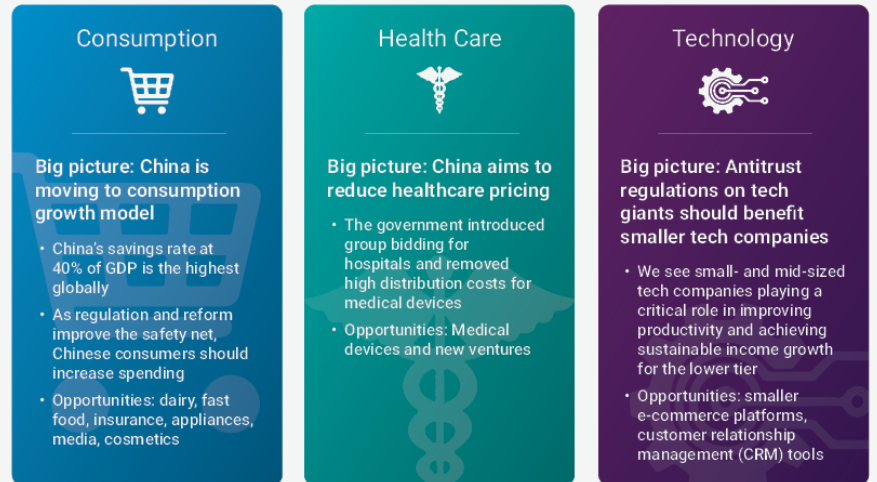 Consumption
Big picture: China is
moving to consumption
growth model
• China's savings rate at
40% of GDP is the highest
globally
• As regulation and reform
improve the safety net,
Chinese consumers should
increase spending
• Opportunities: dairy, fast
food, insurance, appliances,
media, cosmetics
Health Care
Big picture: China aims to
reduce healthcare pricing
• The government introduced
group bidding for
hospitals and removed
high distribution costs for
medical devices
• Opportunities: Medical
devices and new ventures
Technology
Big picture: Antitrust
regulations on tech
giants should benefit
smaller tech companies
• We see small- and mid-sized
tech companies playing a
critical role in improving
productivity and achieving
sustainable income growth
for the lower tier
• Opportunities: smaller
e-commerce platforms,
customer relationship
management (CRM) tools